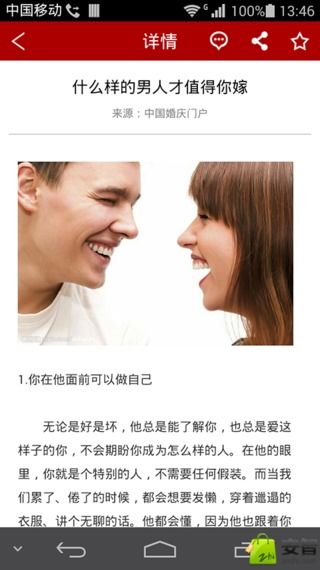 中国移动 100% 13:46
详情
什么样的男人才值得你嫁
来源：中国婚庆门户
1.你在他面前可以做自己
无论是好是坏，他总是能了解你，也总是爱这
样子的你，不会期盼你成为怎么样的人。在他的眼
里，你就是个特别的人，不需要任何假装。而当我
们累了、倦了的时候，都会想要发懒，穿着邋遢的
衣服、讲个无聊的话。他都会懂，因为他也跟着你